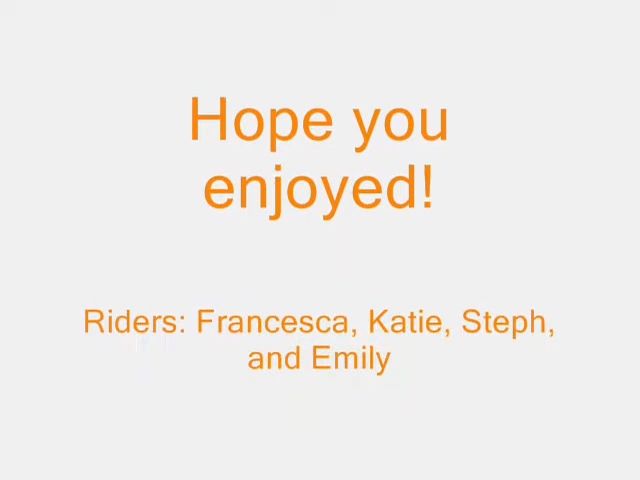 Hope you
enjoyed!
Riders: Francesca, Katie, Steph,
and Emily